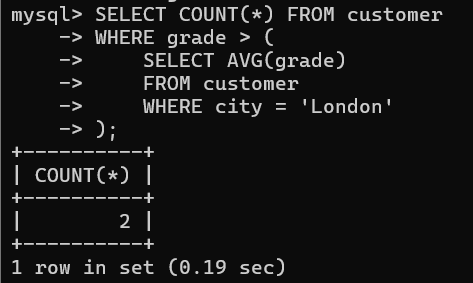 mysql> SELECT COUNT(*) FROM customer
    -> WHERE grade > (
    ->     SELECT AVG(grade)
    ->     FROM customer
    ->     WHERE city = 'London'
    -> );
+----------+
| COUNT(*) |
+----------+
|        2 |
+----------+
1 row in set (0.19 sec)